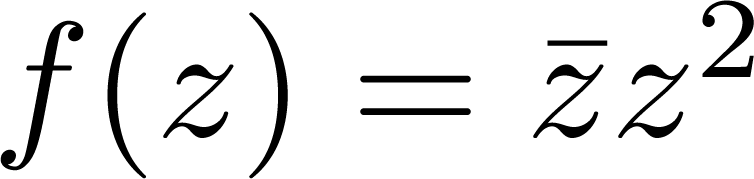 f(z) = z̄z²